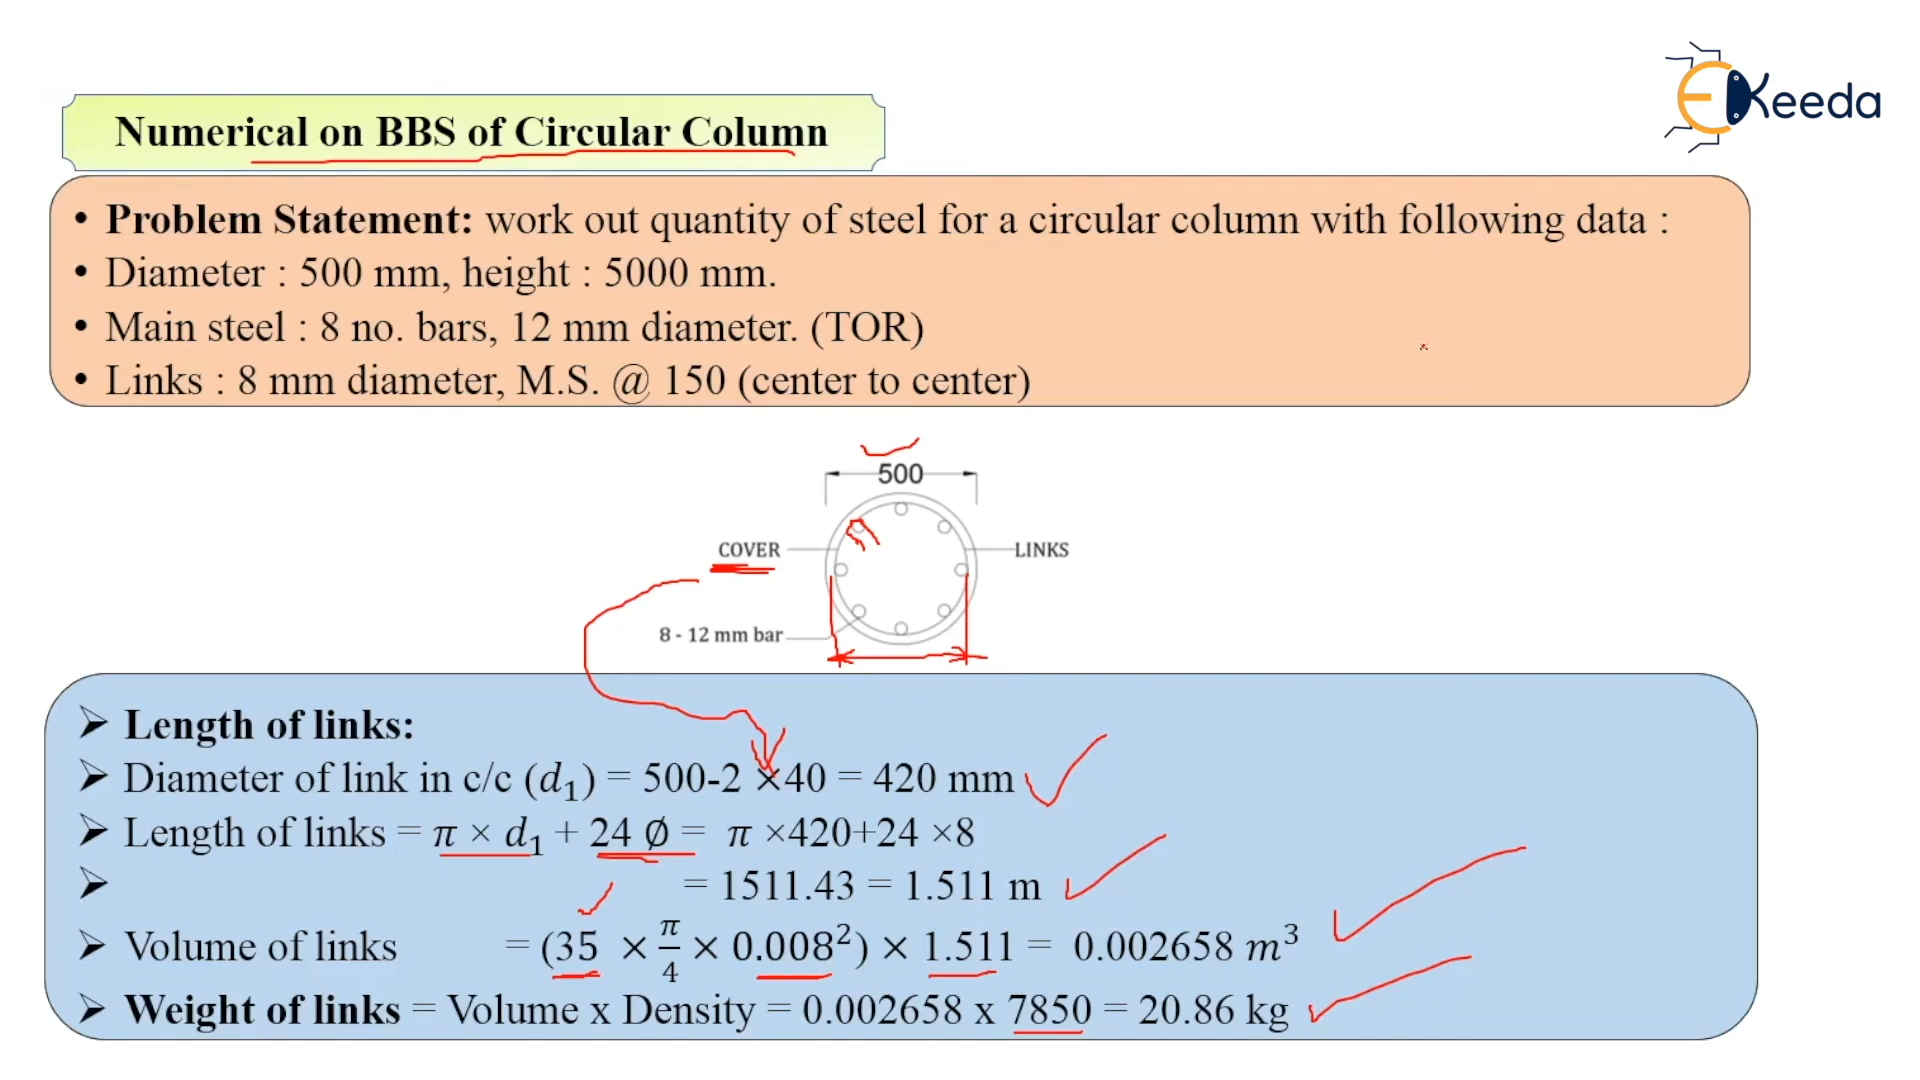 EKeeda
Numerical on BBS of Circular Column
• Problem Statement: work out quantity of steel for a circular column with following data :
• Diameter : 500 mm, height : 5000 mm.
• Main steel : 8 no. bars, 12 mm diameter. (TOR)
• Links : 8 mm diameter, M.S. @ 150 (center to center)
500
COVER
LINKS
8 - 12 mm bar
➢ Length of links:
➢ Diameter of link in c/c (d₁) = 500-2 ×40 = 420 mm
➢ Length of links = π × d₁ + 24 ∅ = π ×420+24 ×8
➢ = 1511.43 = 1.511 m
➢ Volume of links = (35 × π/4 × 0.008²) × 1.511 = 0.002658 m³
➢ Weight of links = Volume x Density = 0.002658 x 7850 = 20.86 kg